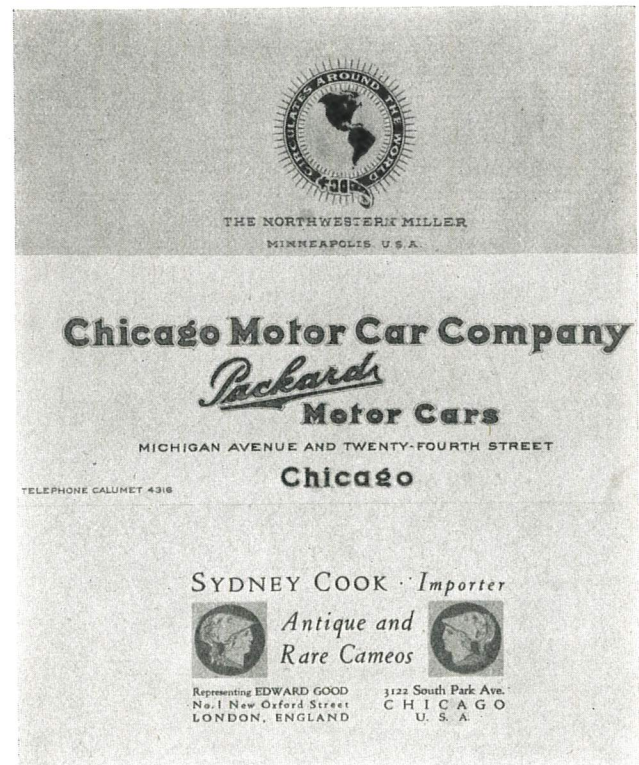 CIRCULATES AROUND THE WORLD
THE NORTHWESTERN MILLER
MINNEAPOLIS U.S.A.
Chicago Motor Car Company
Packard
Motor Cars
MICHIGAN AVENUE AND TWENTY-FOURTH STREET
Chicago
TELEPHONE CALUMET 4316
SYDNEY COOK · Importer
Antique and
Rare Cameos
Representing EDWARD GOOD
No. 1 New Oxford Street
LONDON, ENGLAND
3122 South Park Ave.
CHICAGO
U. S. A.